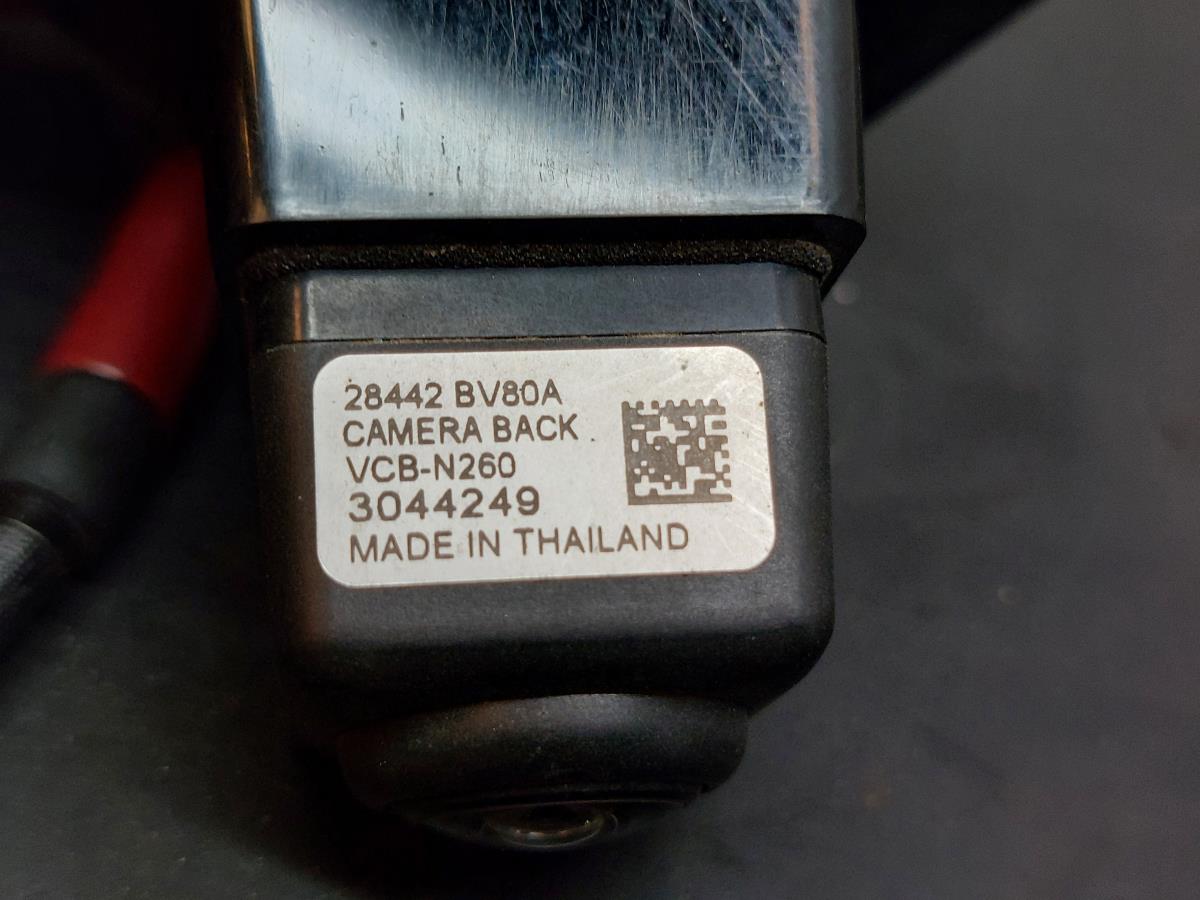 28442 BV80A
CAMERA BACK
VCB-N260
3044249
MADE IN THAILAND